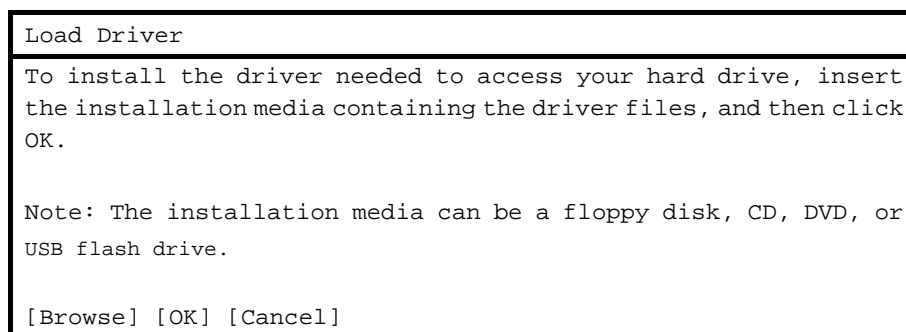 Load Driver
To install the driver needed to access your hard drive, insert
the installation media containing the driver files, and then click
OK.
Note: The installation media can be a floppy disk, CD, DVD, or
USB flash drive.
[Browse] [OK] [Cancel]